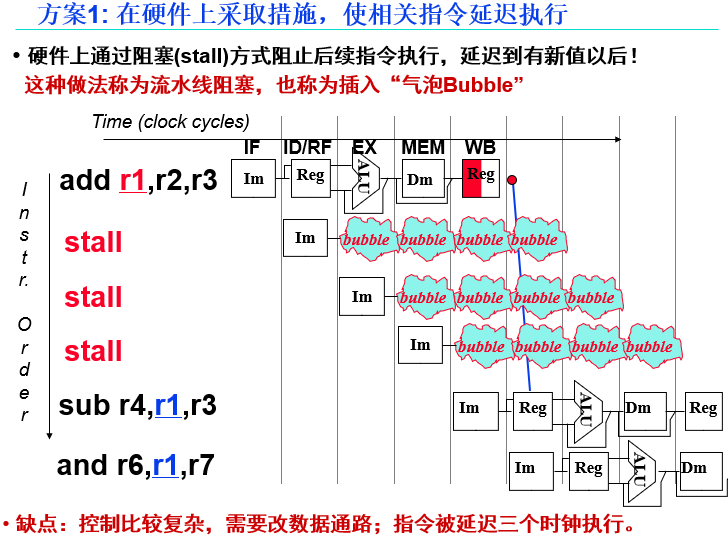 方案1: 在硬件上采取措施，使相关指令延迟执行
• 硬件上通过阻塞(stall)方式阻止后续指令执行，延迟到有新值以后！
这种做法称为流水线阻塞，也称为插入“气泡Bubble”
Time (clock cycles)
IF ID/RF EX MEM WB
Instr. Order
add r1,r2,r3 Im Reg ALU Dm Reg
stall Im bubble bubble bubble bubble
stall Im bubble bubble bubble bubble
stall Im bubble bubble bubble bubble
sub r4,r1,r3 Im Reg ALU Dm Reg
and r6,r1,r7 Im Reg ALU Dm
• 缺点：控制比较复杂，需要改数据通路；指令被延迟三个时钟执行。